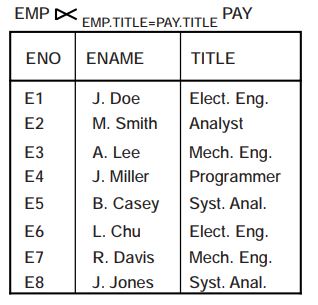 EMP ⋉ EMP.TITLE=PAY.TITLE PAY
ENO ENAME TITLE
E1 J. Doe Elect. Eng.
E2 M. Smith Analyst
E3 A. Lee Mech. Eng.
E4 J. Miller Programmer
E5 B. Casey Syst. Anal.
E6 L. Chu Elect. Eng.
E7 R. Davis Mech. Eng.
E8 J. Jones Syst. Anal.